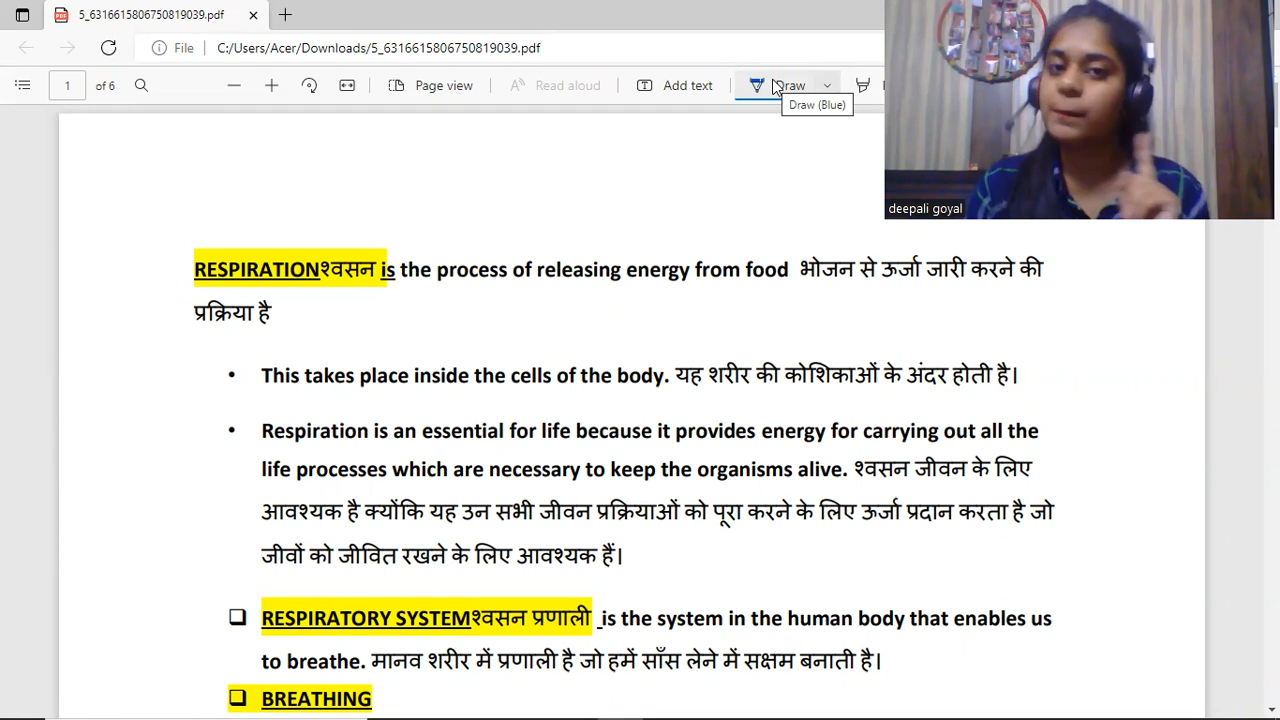 5_6316615806750819039.pdf
File C:/Users/Acer/Downloads/5_6316615806750819039.pdf
1 of 6 Page view Read aloud Add text Draw
Draw (Blue)
deepali goyal
RESPIRATIONश्वसन is the process of releasing energy from food भोजन से ऊर्जा जारी करने की
प्रक्रिया है
• This takes place inside the cells of the body. यह शरीर की कोशिकाओं के अंदर होती है।
• Respiration is an essential for life because it provides energy for carrying out all the
life processes which are necessary to keep the organisms alive. श्वसन जीवन के लिए
आवश्यक है क्योंकि यह उन सभी जीवन प्रक्रियाओं को पूरा करने के लिए ऊर्जा प्रदान करता है जो
जीवों को जीवित रखने के लिए आवश्यक हैं।
RESPIRATORY SYSTEMश्वसन प्रणाली is the system in the human body that enables us
to breathe. मानव शरीर में प्रणाली है जो हमें साँस लेने में सक्षम बनाती है।
BREATHING